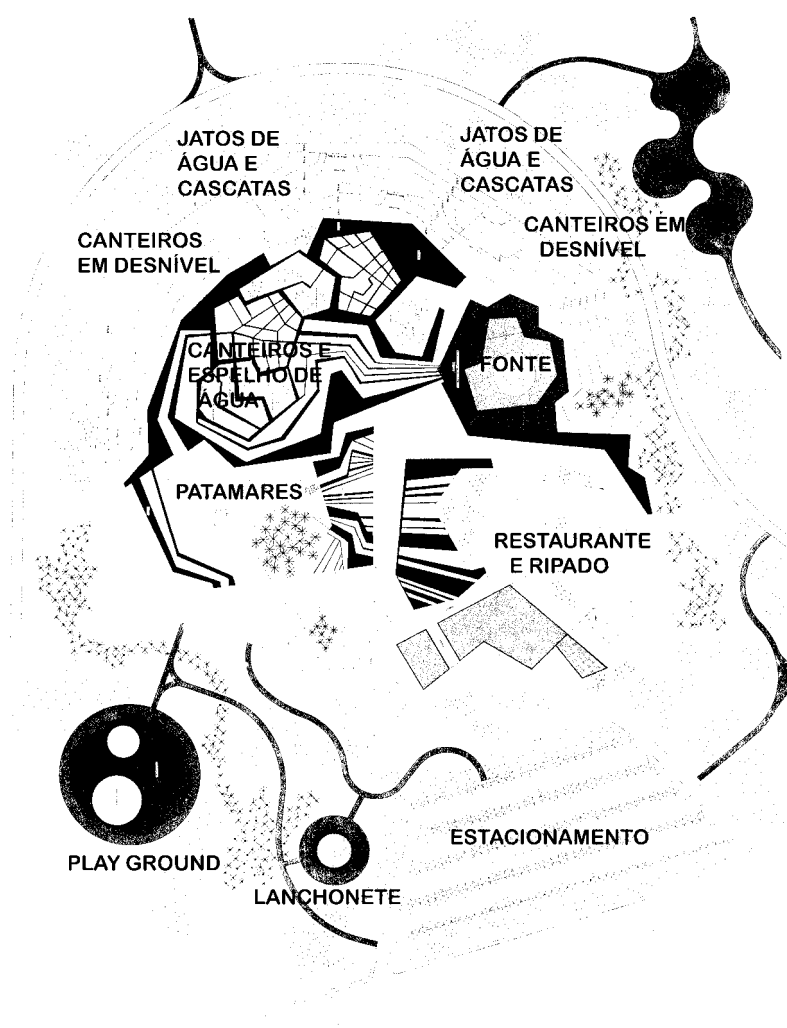 JATOS DE
ÁGUA E
CASCATAS
JATOS DE
ÁGUA E
CASCATAS
CANTEIROS
EM DESNÍVEL
CANTEIROS EM
DESNÍVEL
CANTEIROS E
ESPELHO DE
ÁGUA
FONTE
PATAMARES
RESTAURANTE
E RIPADO
PLAY GROUND
ESTACIONAMENTO
LANCHONETE